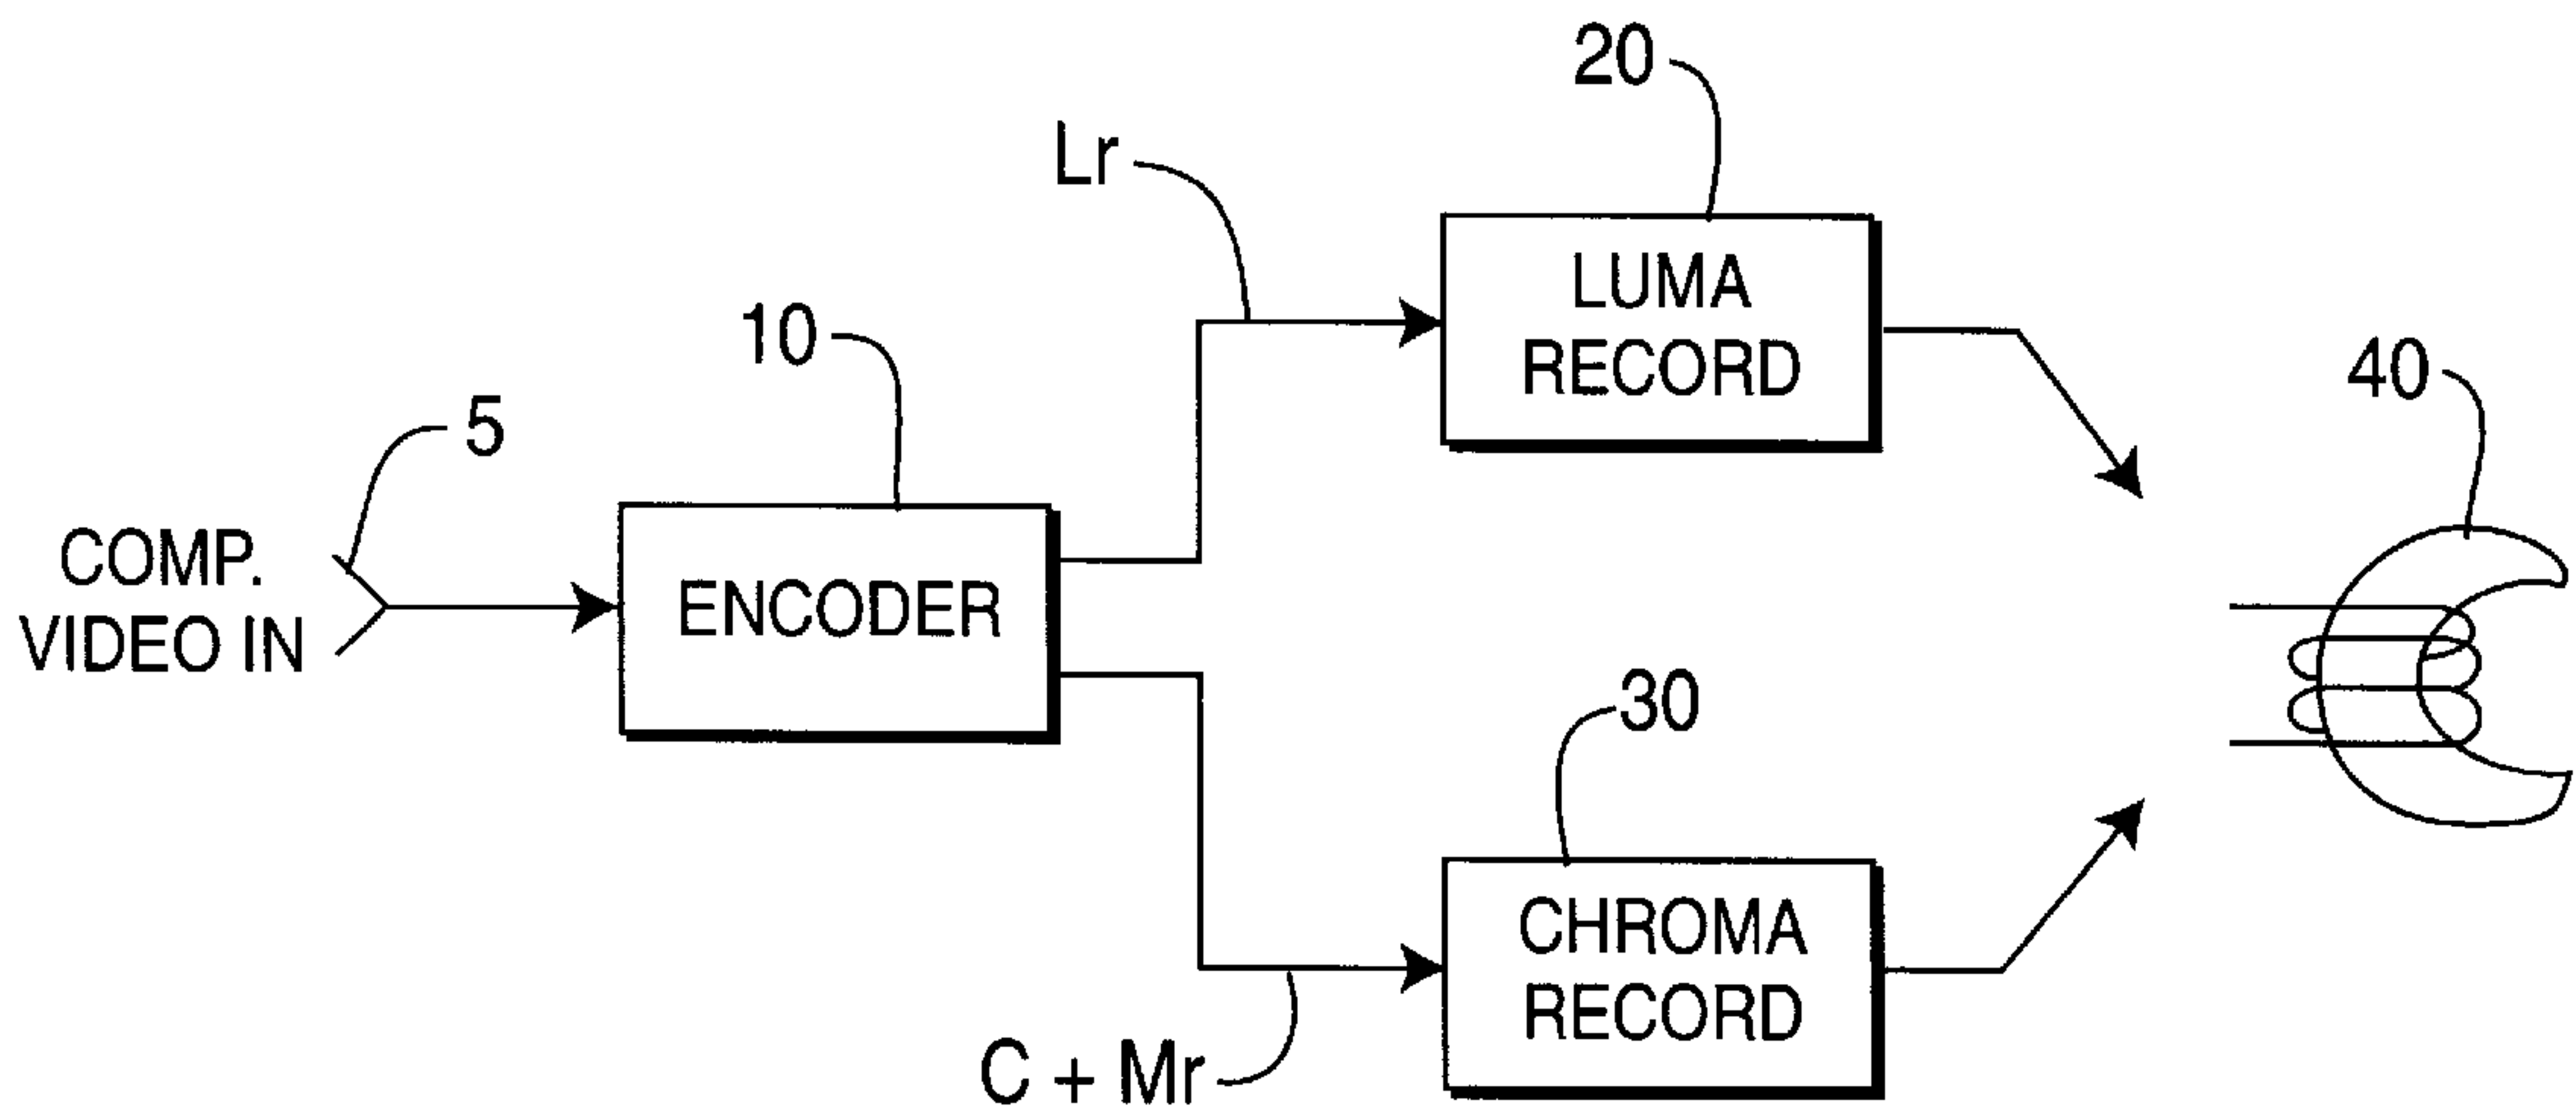 20
Lr
LUMA
RECORD
10
40
5
COMP.
VIDEO IN
ENCODER
30
CHROMA
RECORD
C + Mr